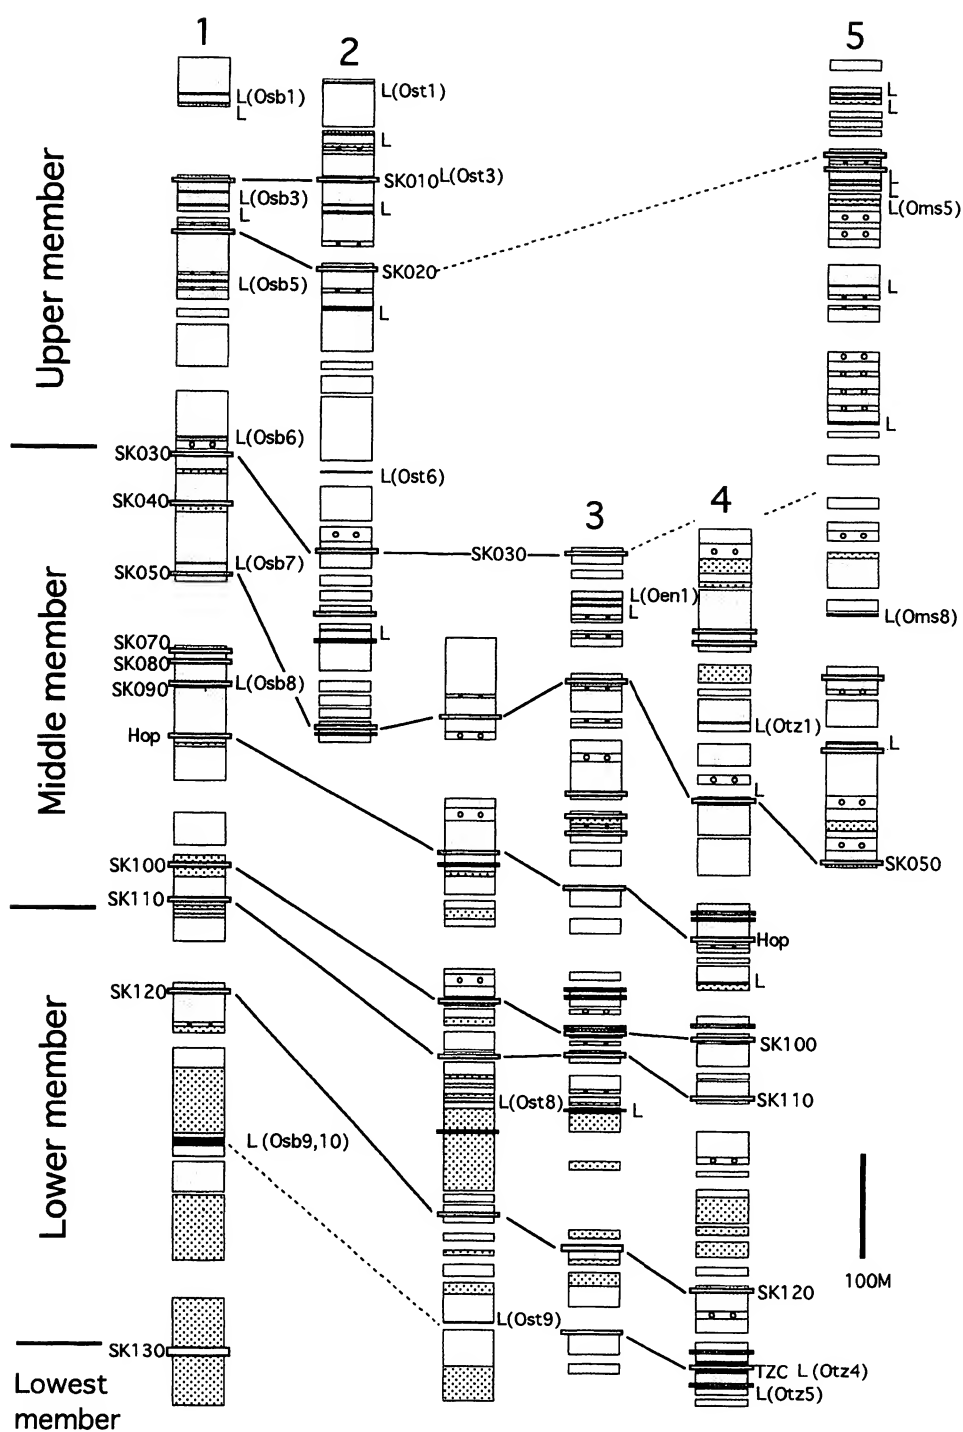 1
2
3
4
5
Upper member
Middle member
Lower member
Lowest
member
L(Osb1)
L
L(Osb3)
L
L(Osb5)
L(Osb6)
SK030
SK040
L(Osb7)
SK050
SK070
SK080
SK090
L(Osb8)
Hop
SK100
SK110
SK120
L (Osb9,10)
SK130
L(Ost1)
L
SK010
L(Ost3)
L
SK020
L
L(Ost6)
SK030
L
L(Ost8)
L(Ost9)
L(Oen1)
L
L
L(Otz1)
L
Hop
L
SK100
SK110
SK120
TZC L (Otz4)
L(Otz5)
L
L
L
L
L(Oms5)
L
L
L(Oms8)
L
SK050
100M